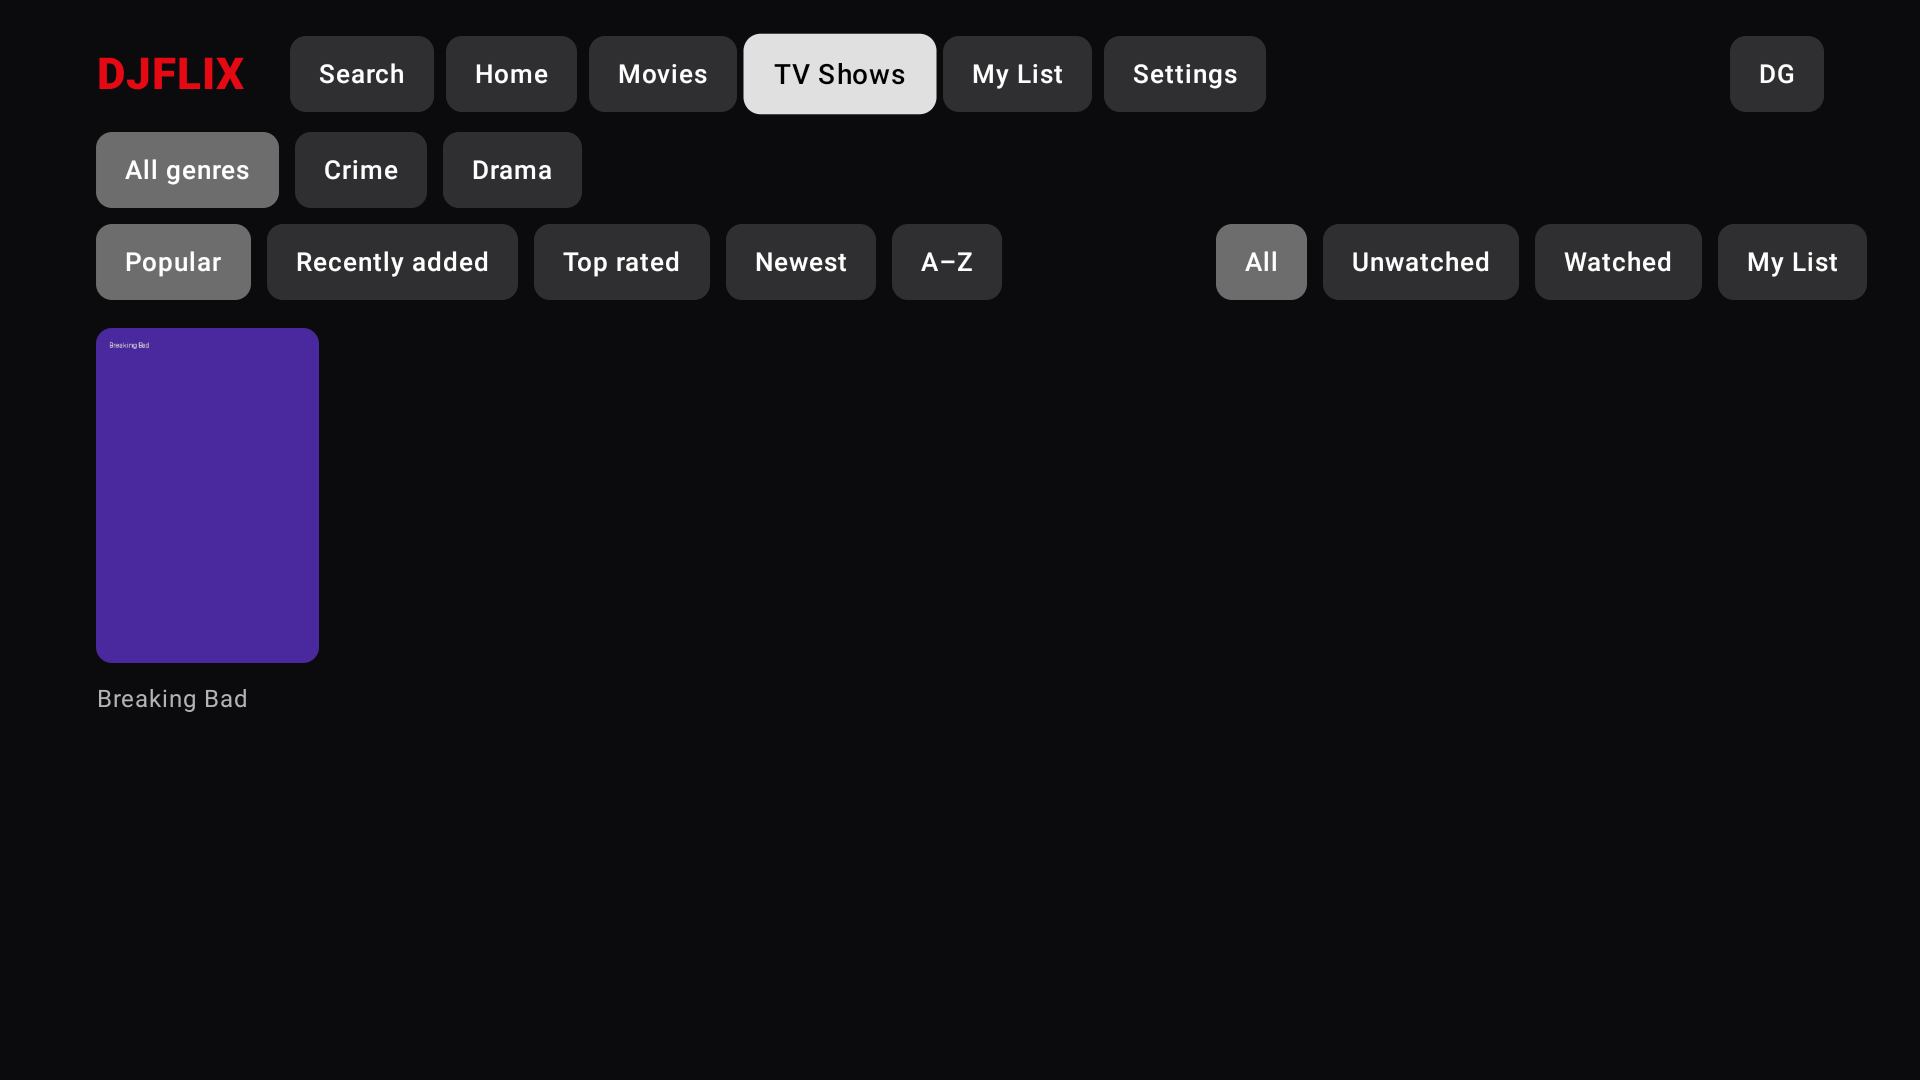 DJFLIX Search Home Movies TV Shows My List Settings DG
All genres Crime Drama
Popular Recently added Top rated Newest A–Z All Unwatched Watched My List
Breaking Bad
Breaking Bad